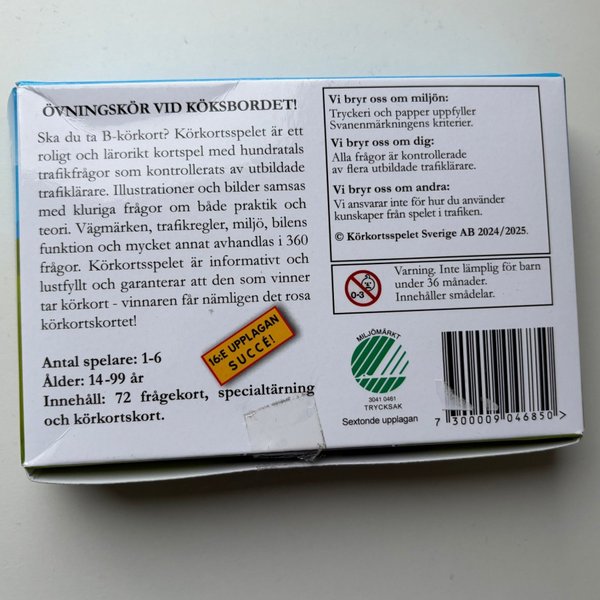 ÖVNINGSKÖR VID KÖKSBORDET!
Ska du ta B-körkort? Körkortsspelet är ett
roligt och lärorikt kortspel med hundratals
trafikfrågor som kontrollerats av utbildade
trafiklärare. Illustrationer och bilder samsas
med kluriga frågor om både praktik och
teori. Vägmärken, trafikregler, miljö, bilens
funktion och mycket annat avhandlas i 360
frågor. Körkortsspelet är informativt och
lustfyllt och garanterar att den som vinner
tar körkort - vinnaren får nämligen det rosa
körkortskortet!
16:E UPPLAGAN
SUCCÉ!
Antal spelare: 1-6
Ålder: 14-99 år
Innehåll: 72 frågekort, specialtärning
och körkortskort.
Vi bryr oss om miljön:
Tryckeri och papper uppfyller
Svanenmärkningens kriterier.
Vi bryr oss om dig:
Alla frågor är kontrollerade
av flera utbildade trafiklärare.
Vi bryr oss om andra:
Vi ansvarar inte för hur du använder
kunskaper från spelet i trafiken.
© Körkortsspelet Sverige AB 2024/2025.
0-3
Varning. Inte lämplig för barn
under 36 månader.
Innehåller smådelar.
MILJÖMÄRKT
3041 0461
TRYCKSAK
Sextonde upplagan
7 300009 046850 >